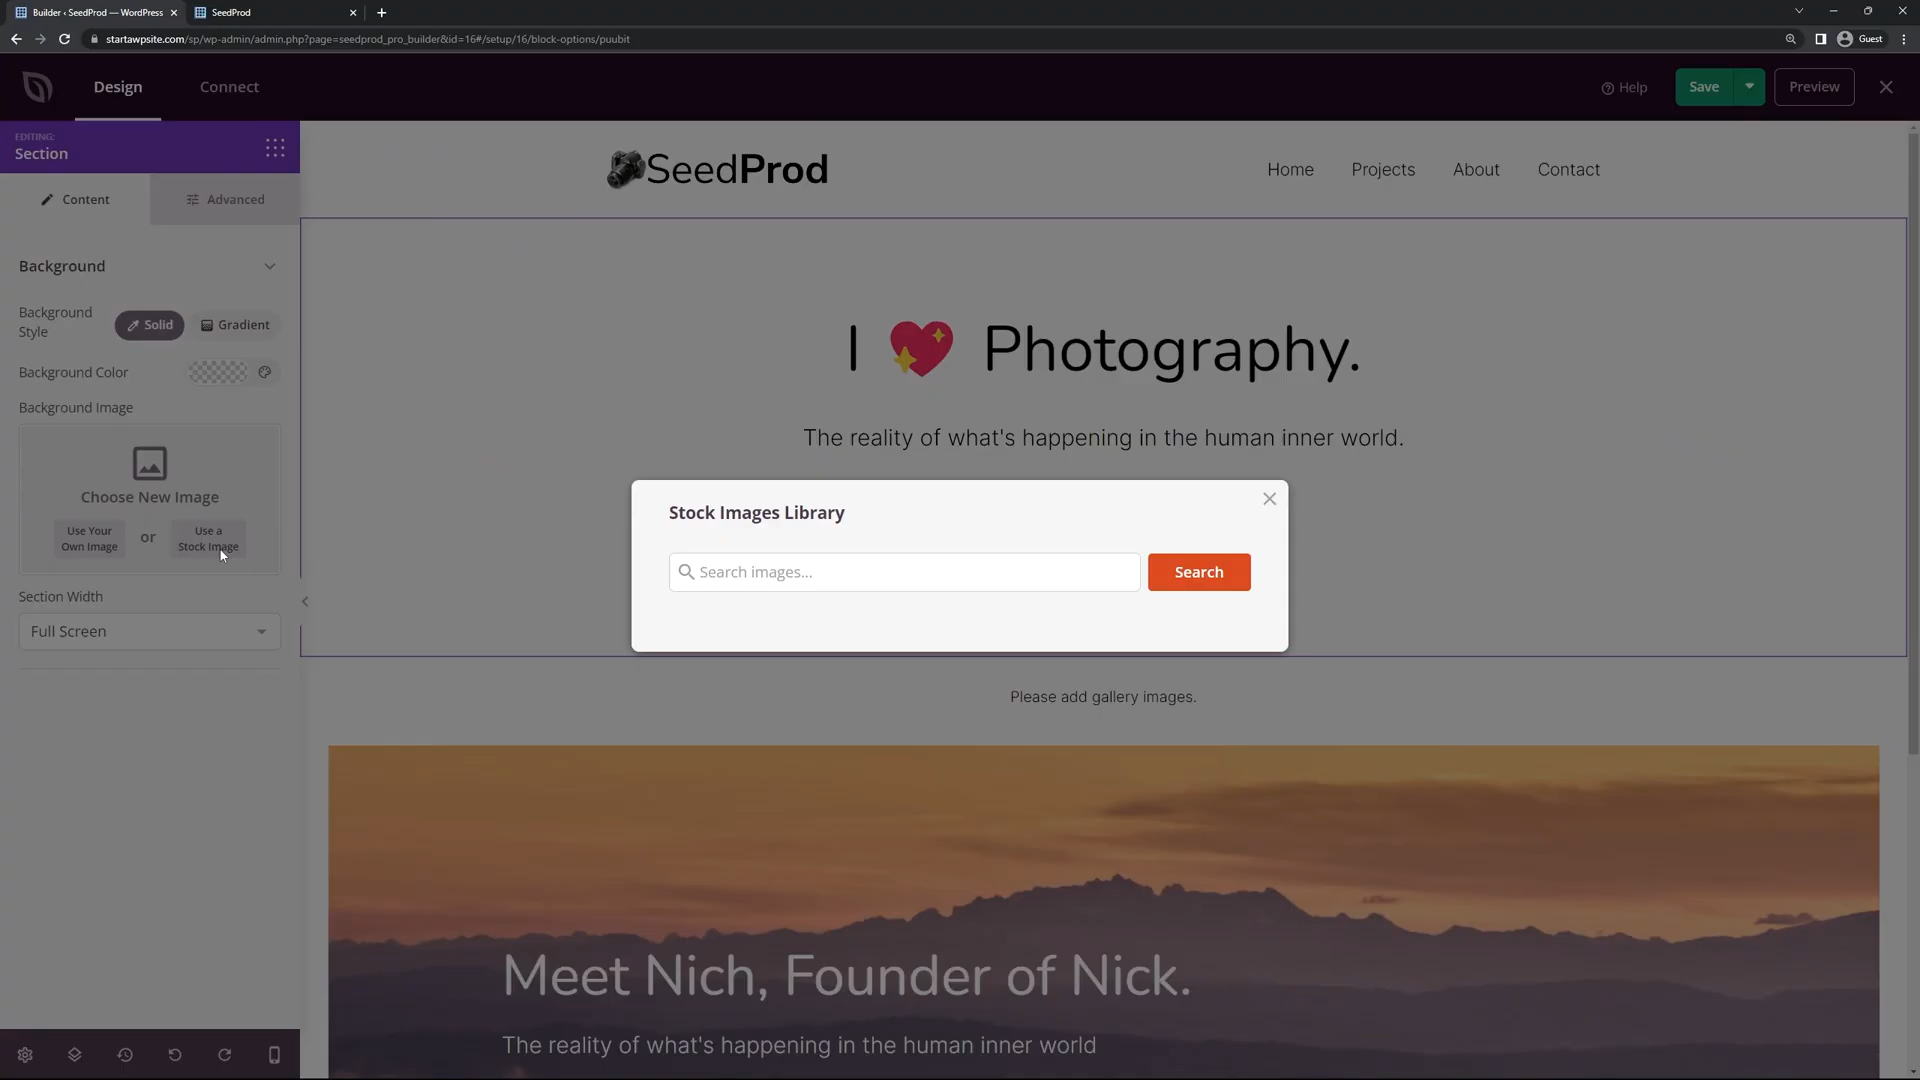 Builder ‹ SeedProd — WordPress
SeedProd
startawpsite.com/sp/wp-admin/admin.php?page=seedprod_pro_builder&id=16#/setup/16/block-options/puubit
Guest
Design
Connect
Help
Save
Preview
EDITING:
Section
Content
Advanced
Background
Background
Style
Solid
Gradient
Background Color
Background Image
Choose New Image
Use Your
Own Image
or
Use a
Stock Image
Section Width
Full Screen
SeedProd
Home
Projects
About
Contact
I 💖 Photography.
The reality of what's happening in the human inner world.
Stock Images Library
Search images...
Search
Please add gallery images.
Meet Nich, Founder of Nick.
The reality of what's happening in the human inner world